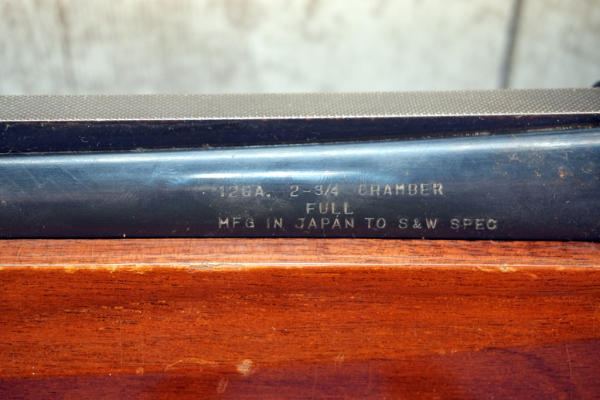 12GA. 2-3/4 CHAMBER
FULL
MFG IN JAPAN TO S&W SPEC